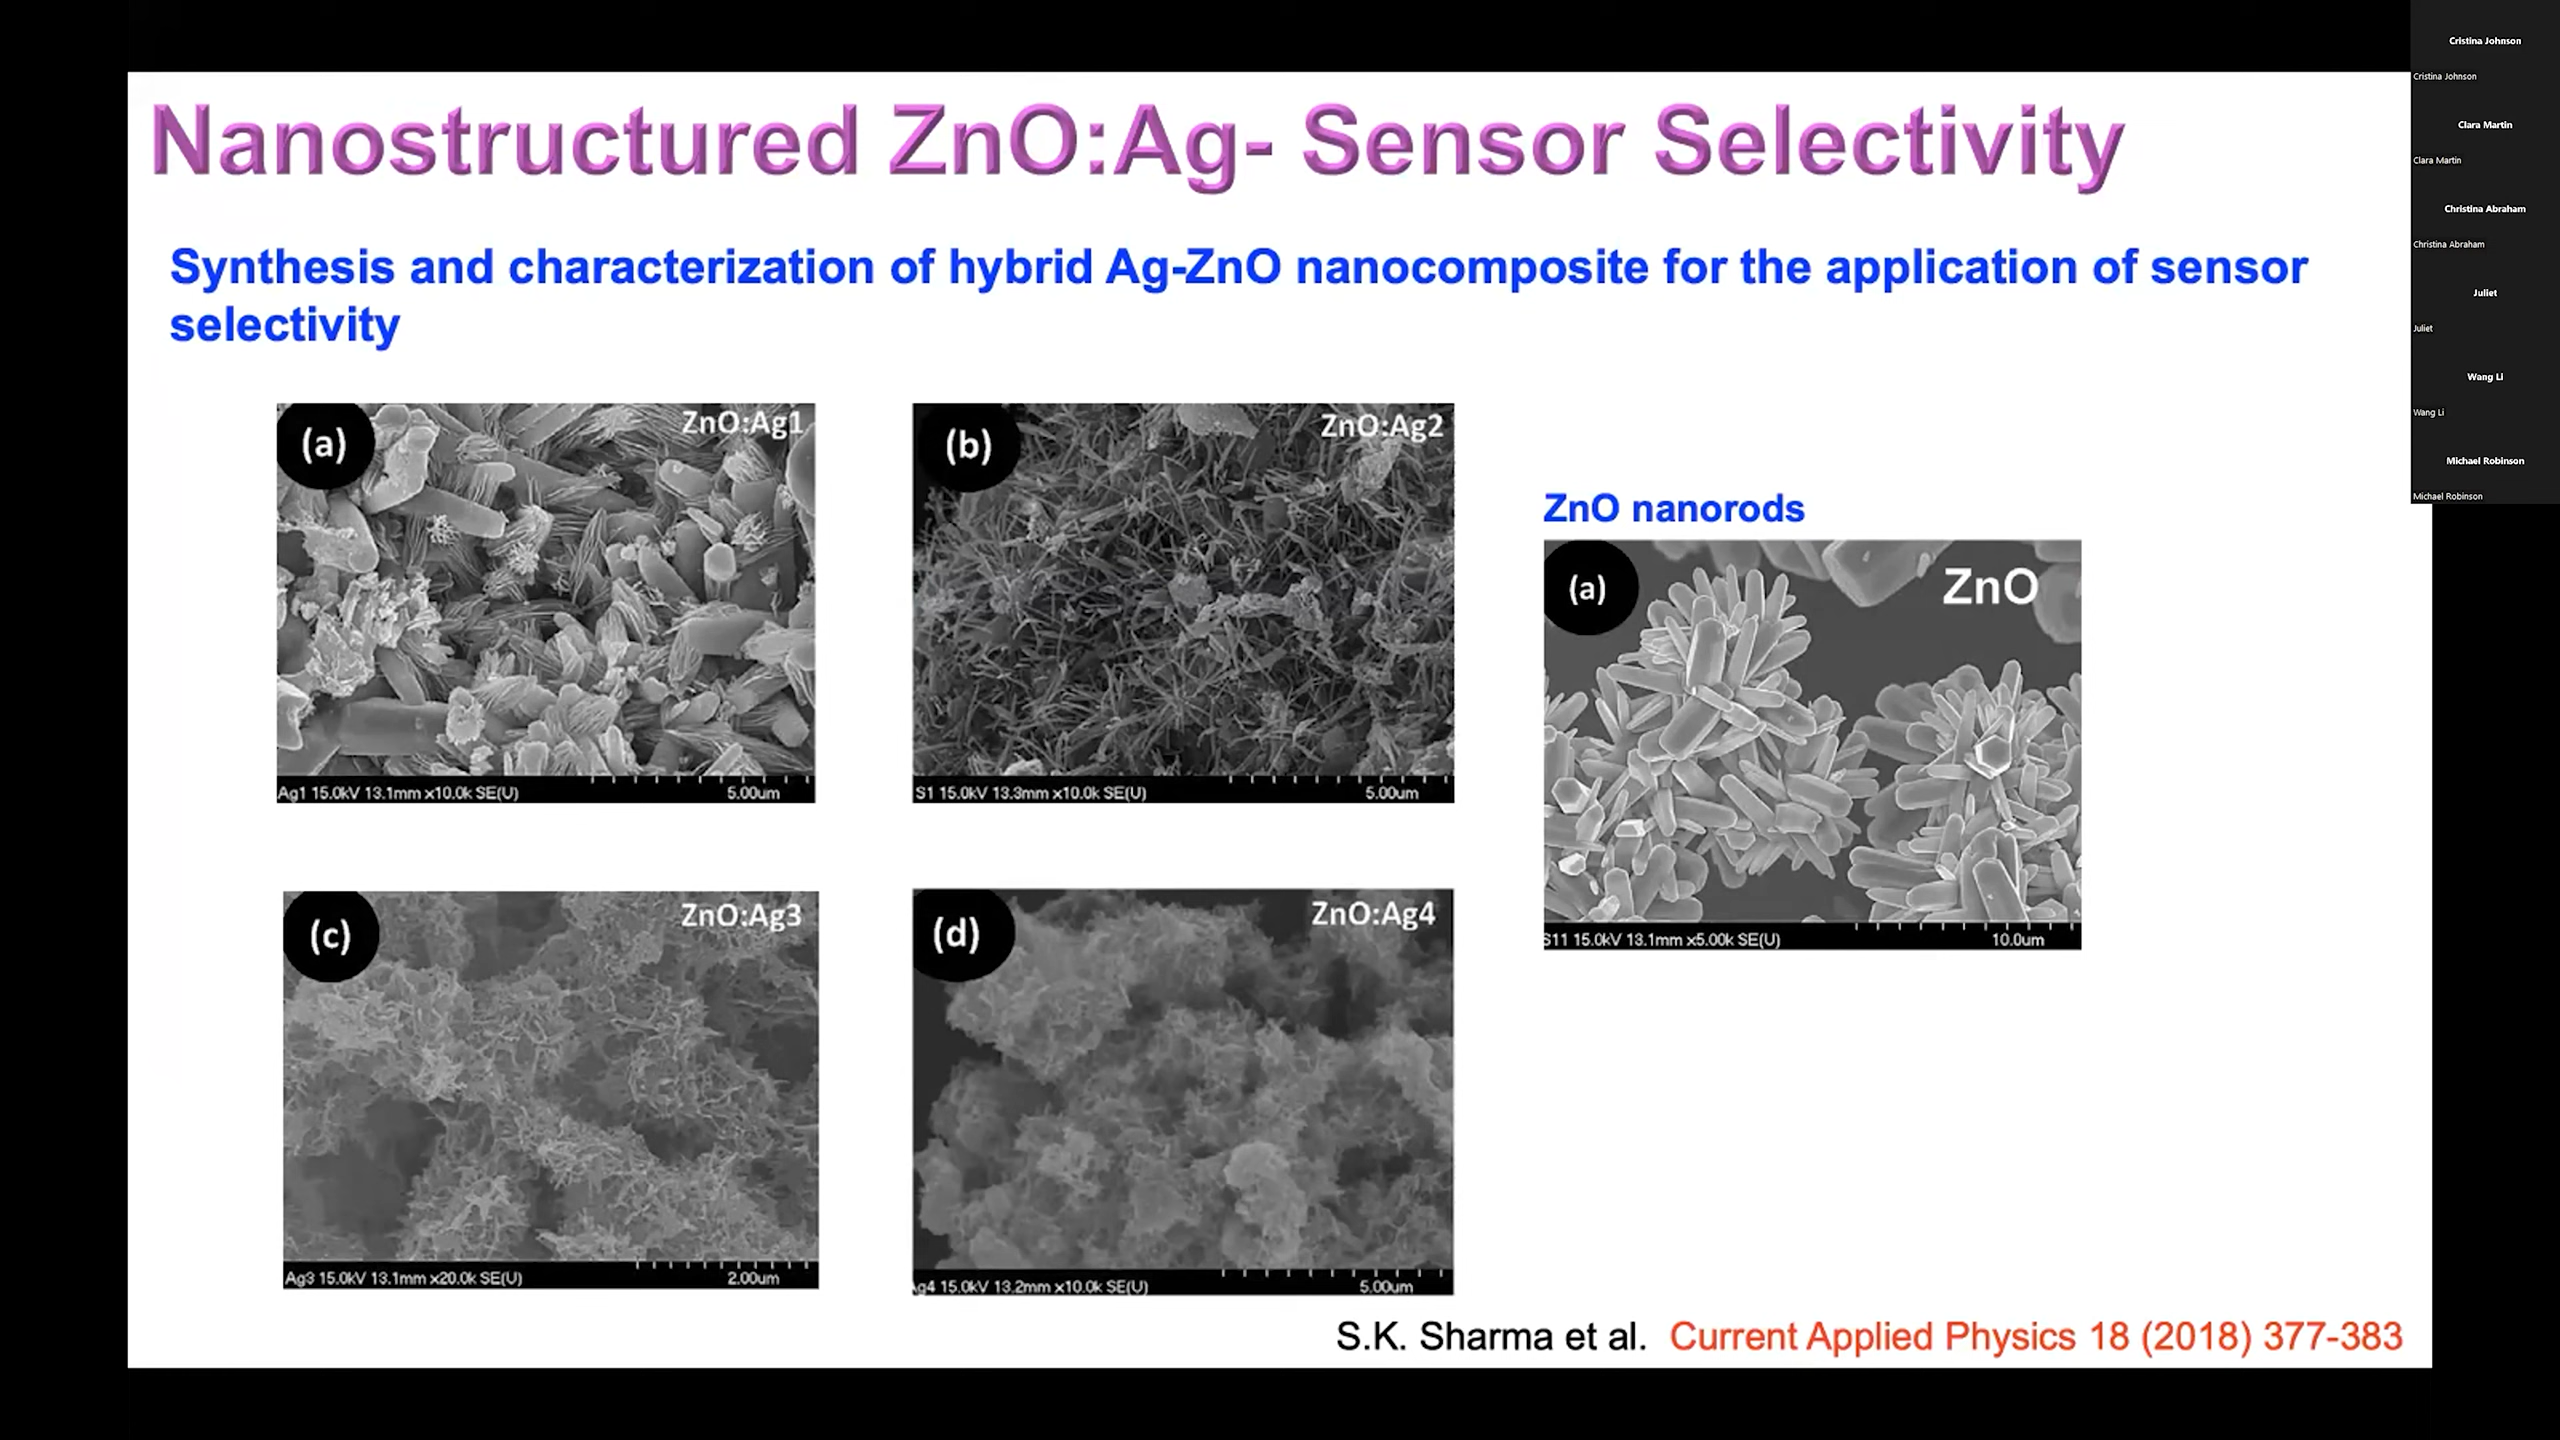 Nanostructured ZnO:Ag- Sensor Selectivity
Synthesis and characterization of hybrid Ag-ZnO nanocomposite for the application of sensor
selectivity
(a)
ZnO:Ag1
Ag1 15.0kV 13.1mm x10.0k SE(U)
5.00um
(b)
ZnO:Ag2
S1 15.0kV 13.3mm x10.0k SE(U)
5.00um
ZnO nanorods
(a)
ZnO
S11 15.0kV 13.1mm x5.00k SE(U)
10.0um
(c)
ZnO:Ag3
Ag3 15.0kV 13.1mm x20.0k SE(U)
2.00um
(d)
ZnO:Ag4
Ag4 15.0kV 13.2mm x10.0k SE(U)
5.00um
S.K. Sharma et al. Current Applied Physics 18 (2018) 377-383
Cristina Johnson
Cristina Johnson
Clara Martin
Clara Martin
Christina Abraham
Christina Abraham
Juliet
Juliet
Wang Li
Wang Li
Michael Robinson
Michael Robinson